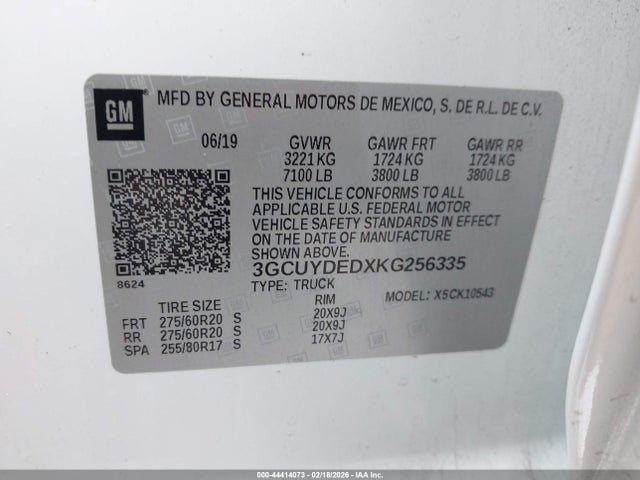 GM
MFD BY GENERAL MOTORS DE MEXICO, S. DE R.L. DE C.V.
06/19 GVWR GAWR FRT GAWR RR
3221 KG 1724 KG 1724 KG
7100 LB 3800 LB 3800 LB
THIS VEHICLE CONFORMS TO ALL
APPLICABLE U.S. FEDERAL MOTOR
VEHICLE SAFETY STANDARDS IN EFFECT
ON THE DATE OF MANUFACTURE
SHOWN ABOVE.
3GCUYDEDXKG256335
8624
TYPE: TRUCK MODEL: X5CK10543
TIRE SIZE RIM
FRT 275/60R20 S 20X9J
RR 275/60R20 S 20X9J
SPA 255/80R17 S 17X7J
000-44414073 - 02/18/2026 - IAAI.com